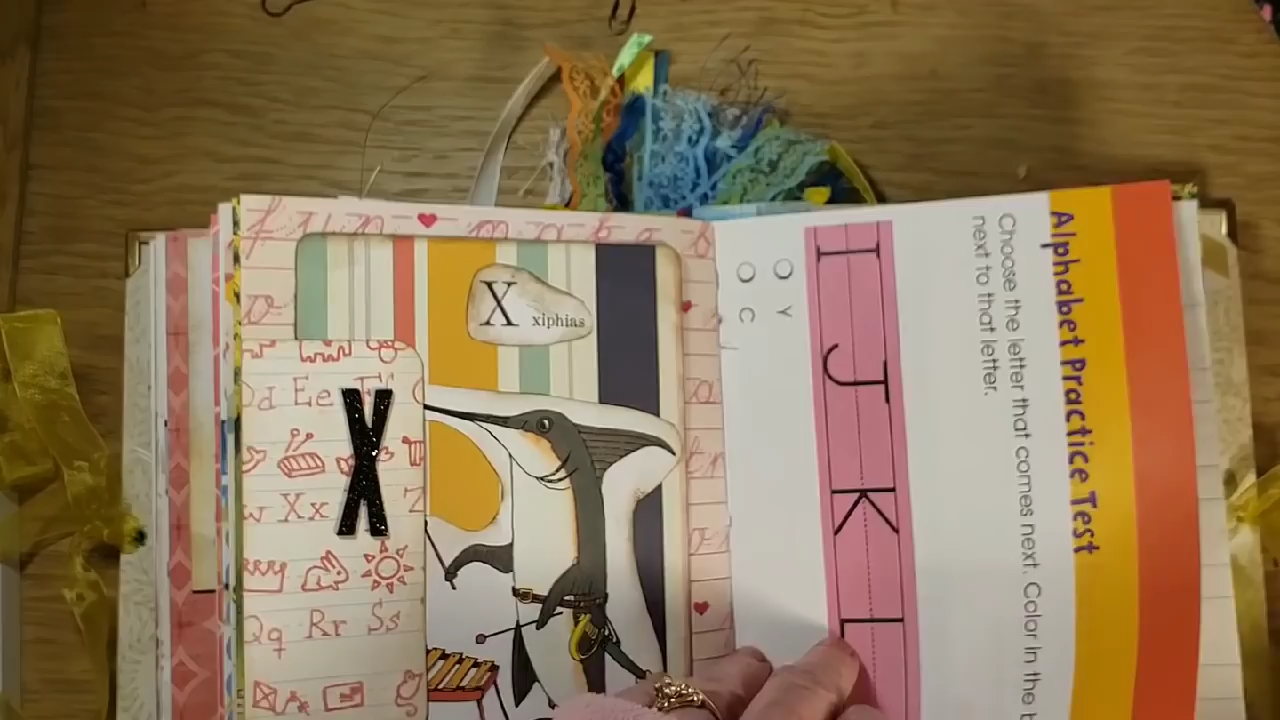 X xiphias
X
Dd Ee F
Xx Z
Qq Rr Ss
Alphabet Practice Test
Choose the letter that comes next. Color in the
next to that letter.
I J K L
Y
C